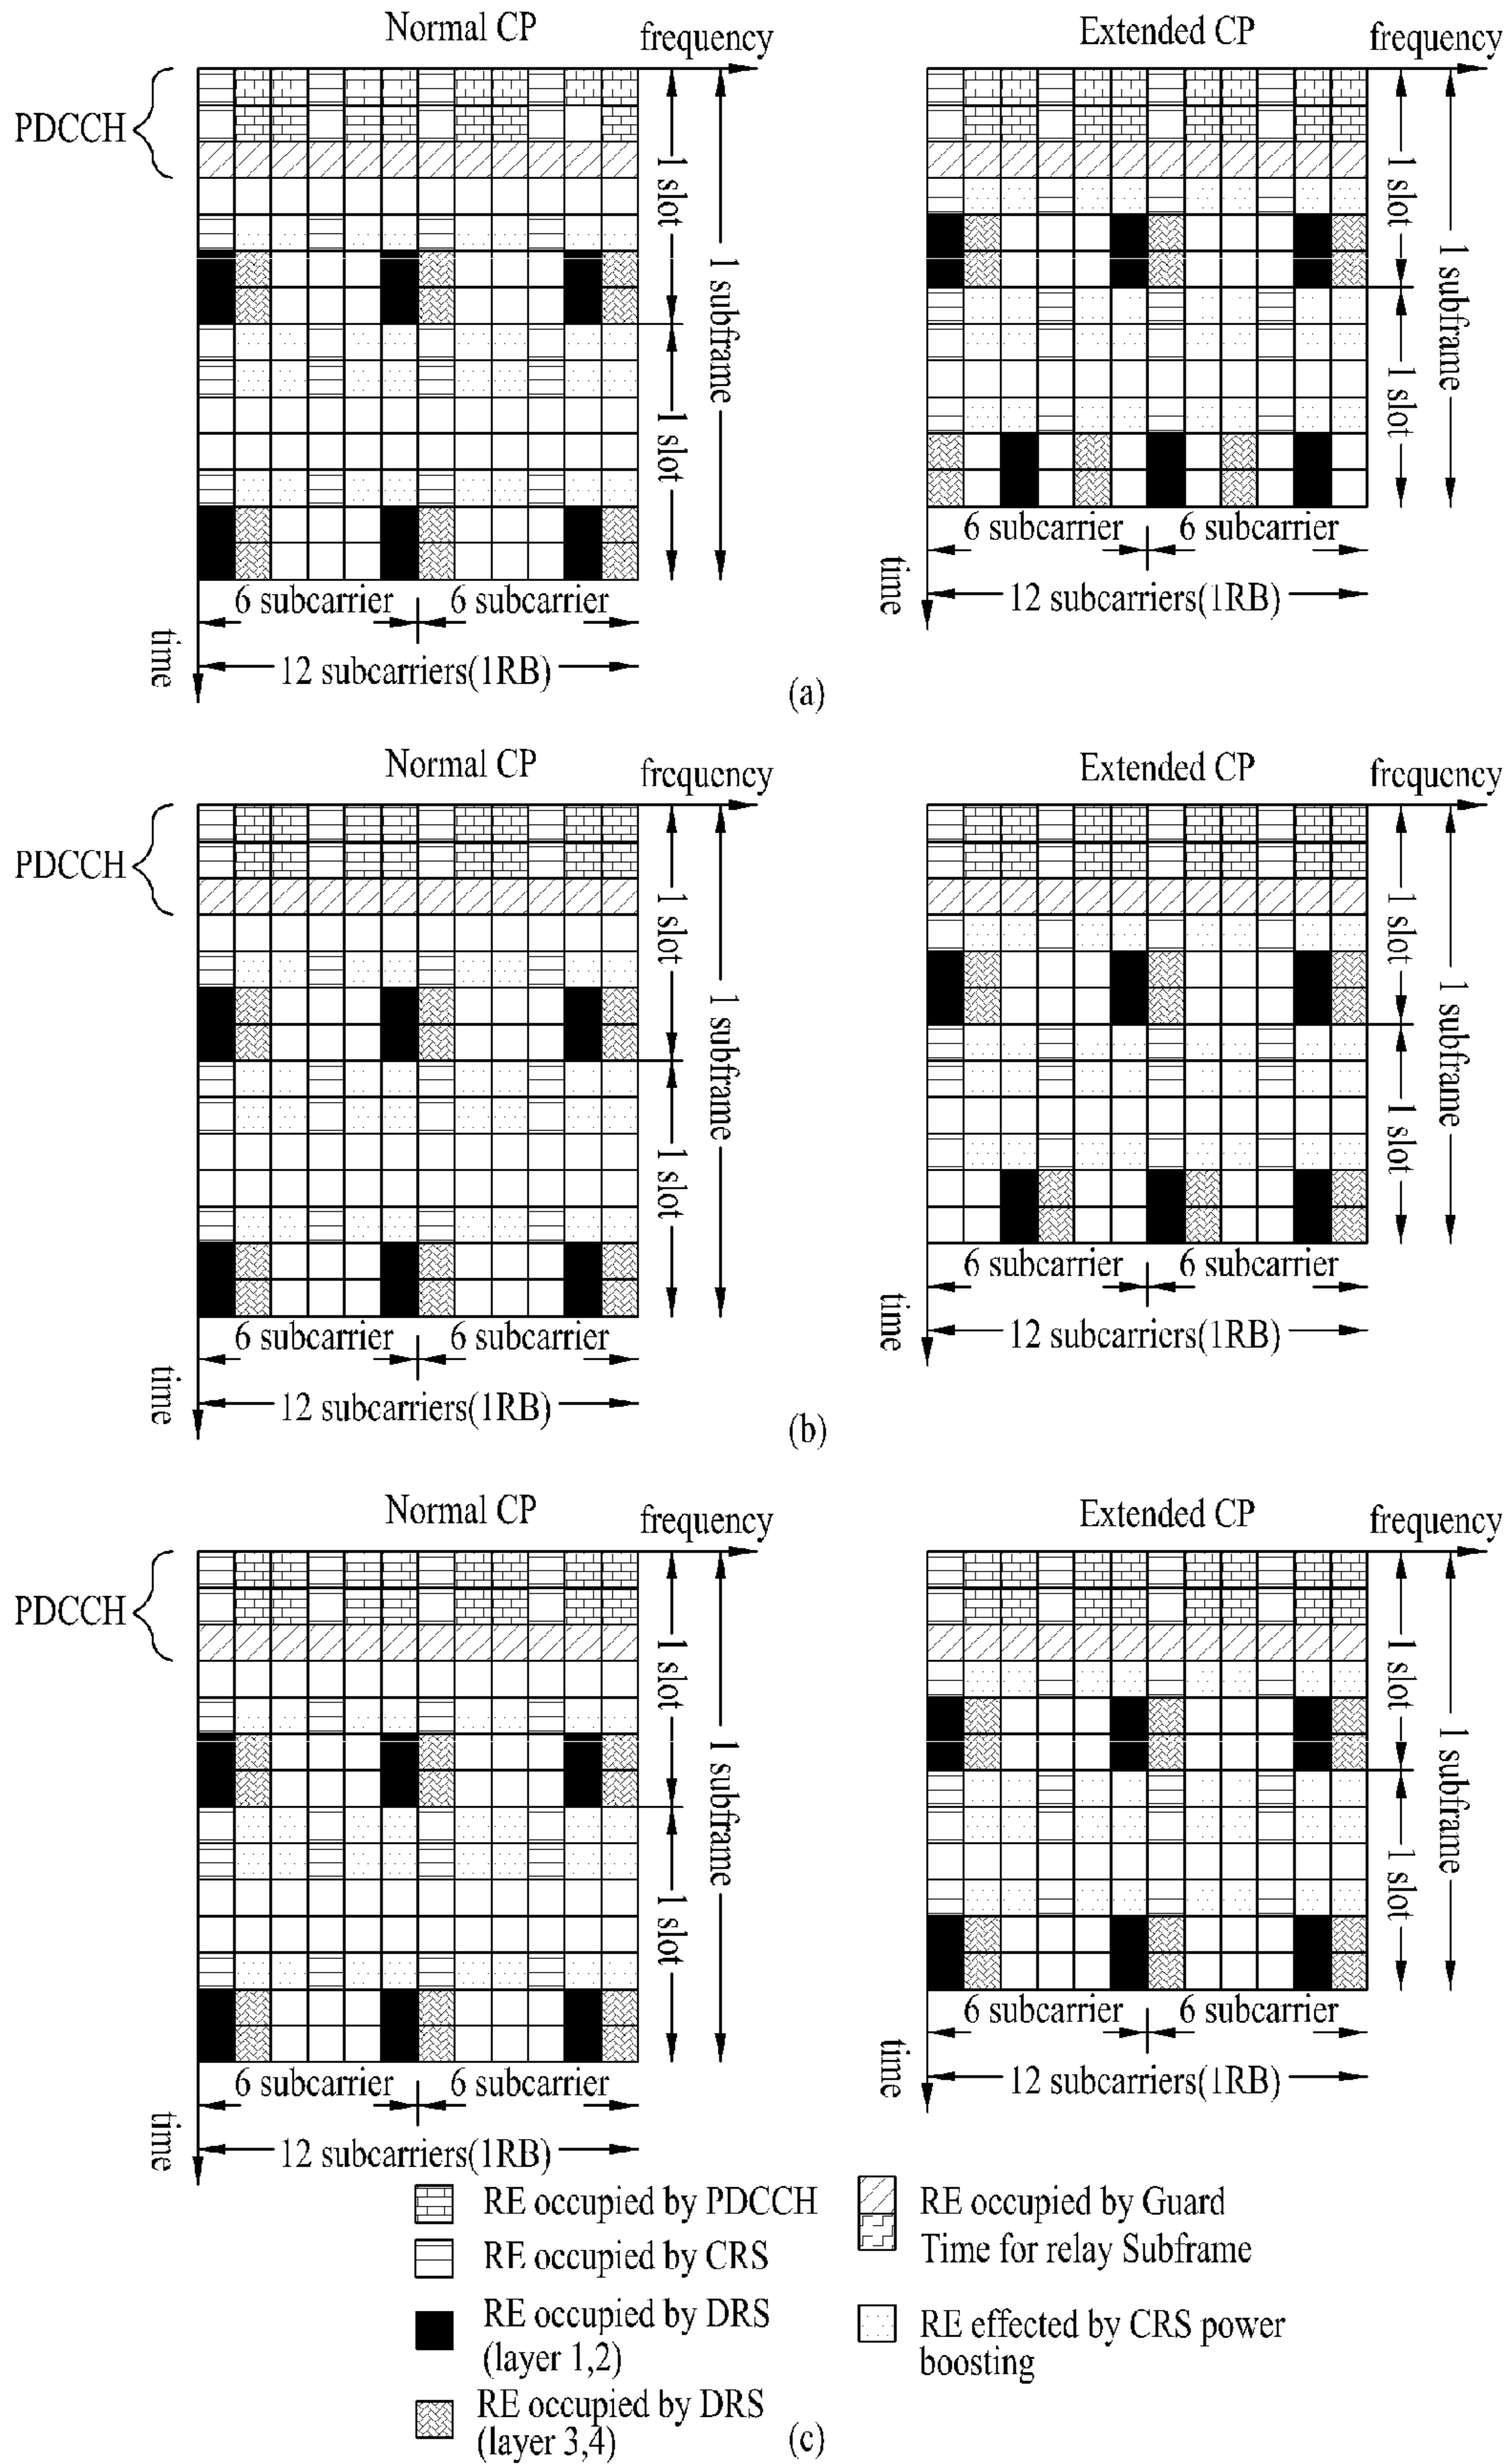 Normal CP
frequency
Extended CP
frequency
PDCCH
1 slot
1 subframe
1 slot
1 slot
1 subframe
1 slot
6 subcarrier
6 subcarrier
time
12 subcarriers(1RB)
6 subcarrier
6 subcarrier
time
12 subcarriers(1RB)
(a)
Normal CP
frequency
Extended CP
frequency
PDCCH
1 slot
1 subframe
1 slot
1 slot
1 subframe
1 slot
6 subcarrier
6 subcarrier
time
12 subcarriers(1RB)
6 subcarrier
6 subcarrier
time
12 subcarriers(1RB)
(b)
Normal CP
frequency
Extended CP
frequency
PDCCH
1 slot
1 subframe
1 slot
1 slot
1 subframe
1 slot
6 subcarrier
6 subcarrier
time
12 subcarriers(1RB)
6 subcarrier
6 subcarrier
time
12 subcarriers(1RB)
RE occupied by PDCCH
RE occupied by CRS
RE occupied by DRS
(layer 1,2)
RE occupied by DRS
(layer 3,4)
RE occupied by Guard
Time for relay Subframe
RE effected by CRS power
boosting
(c)